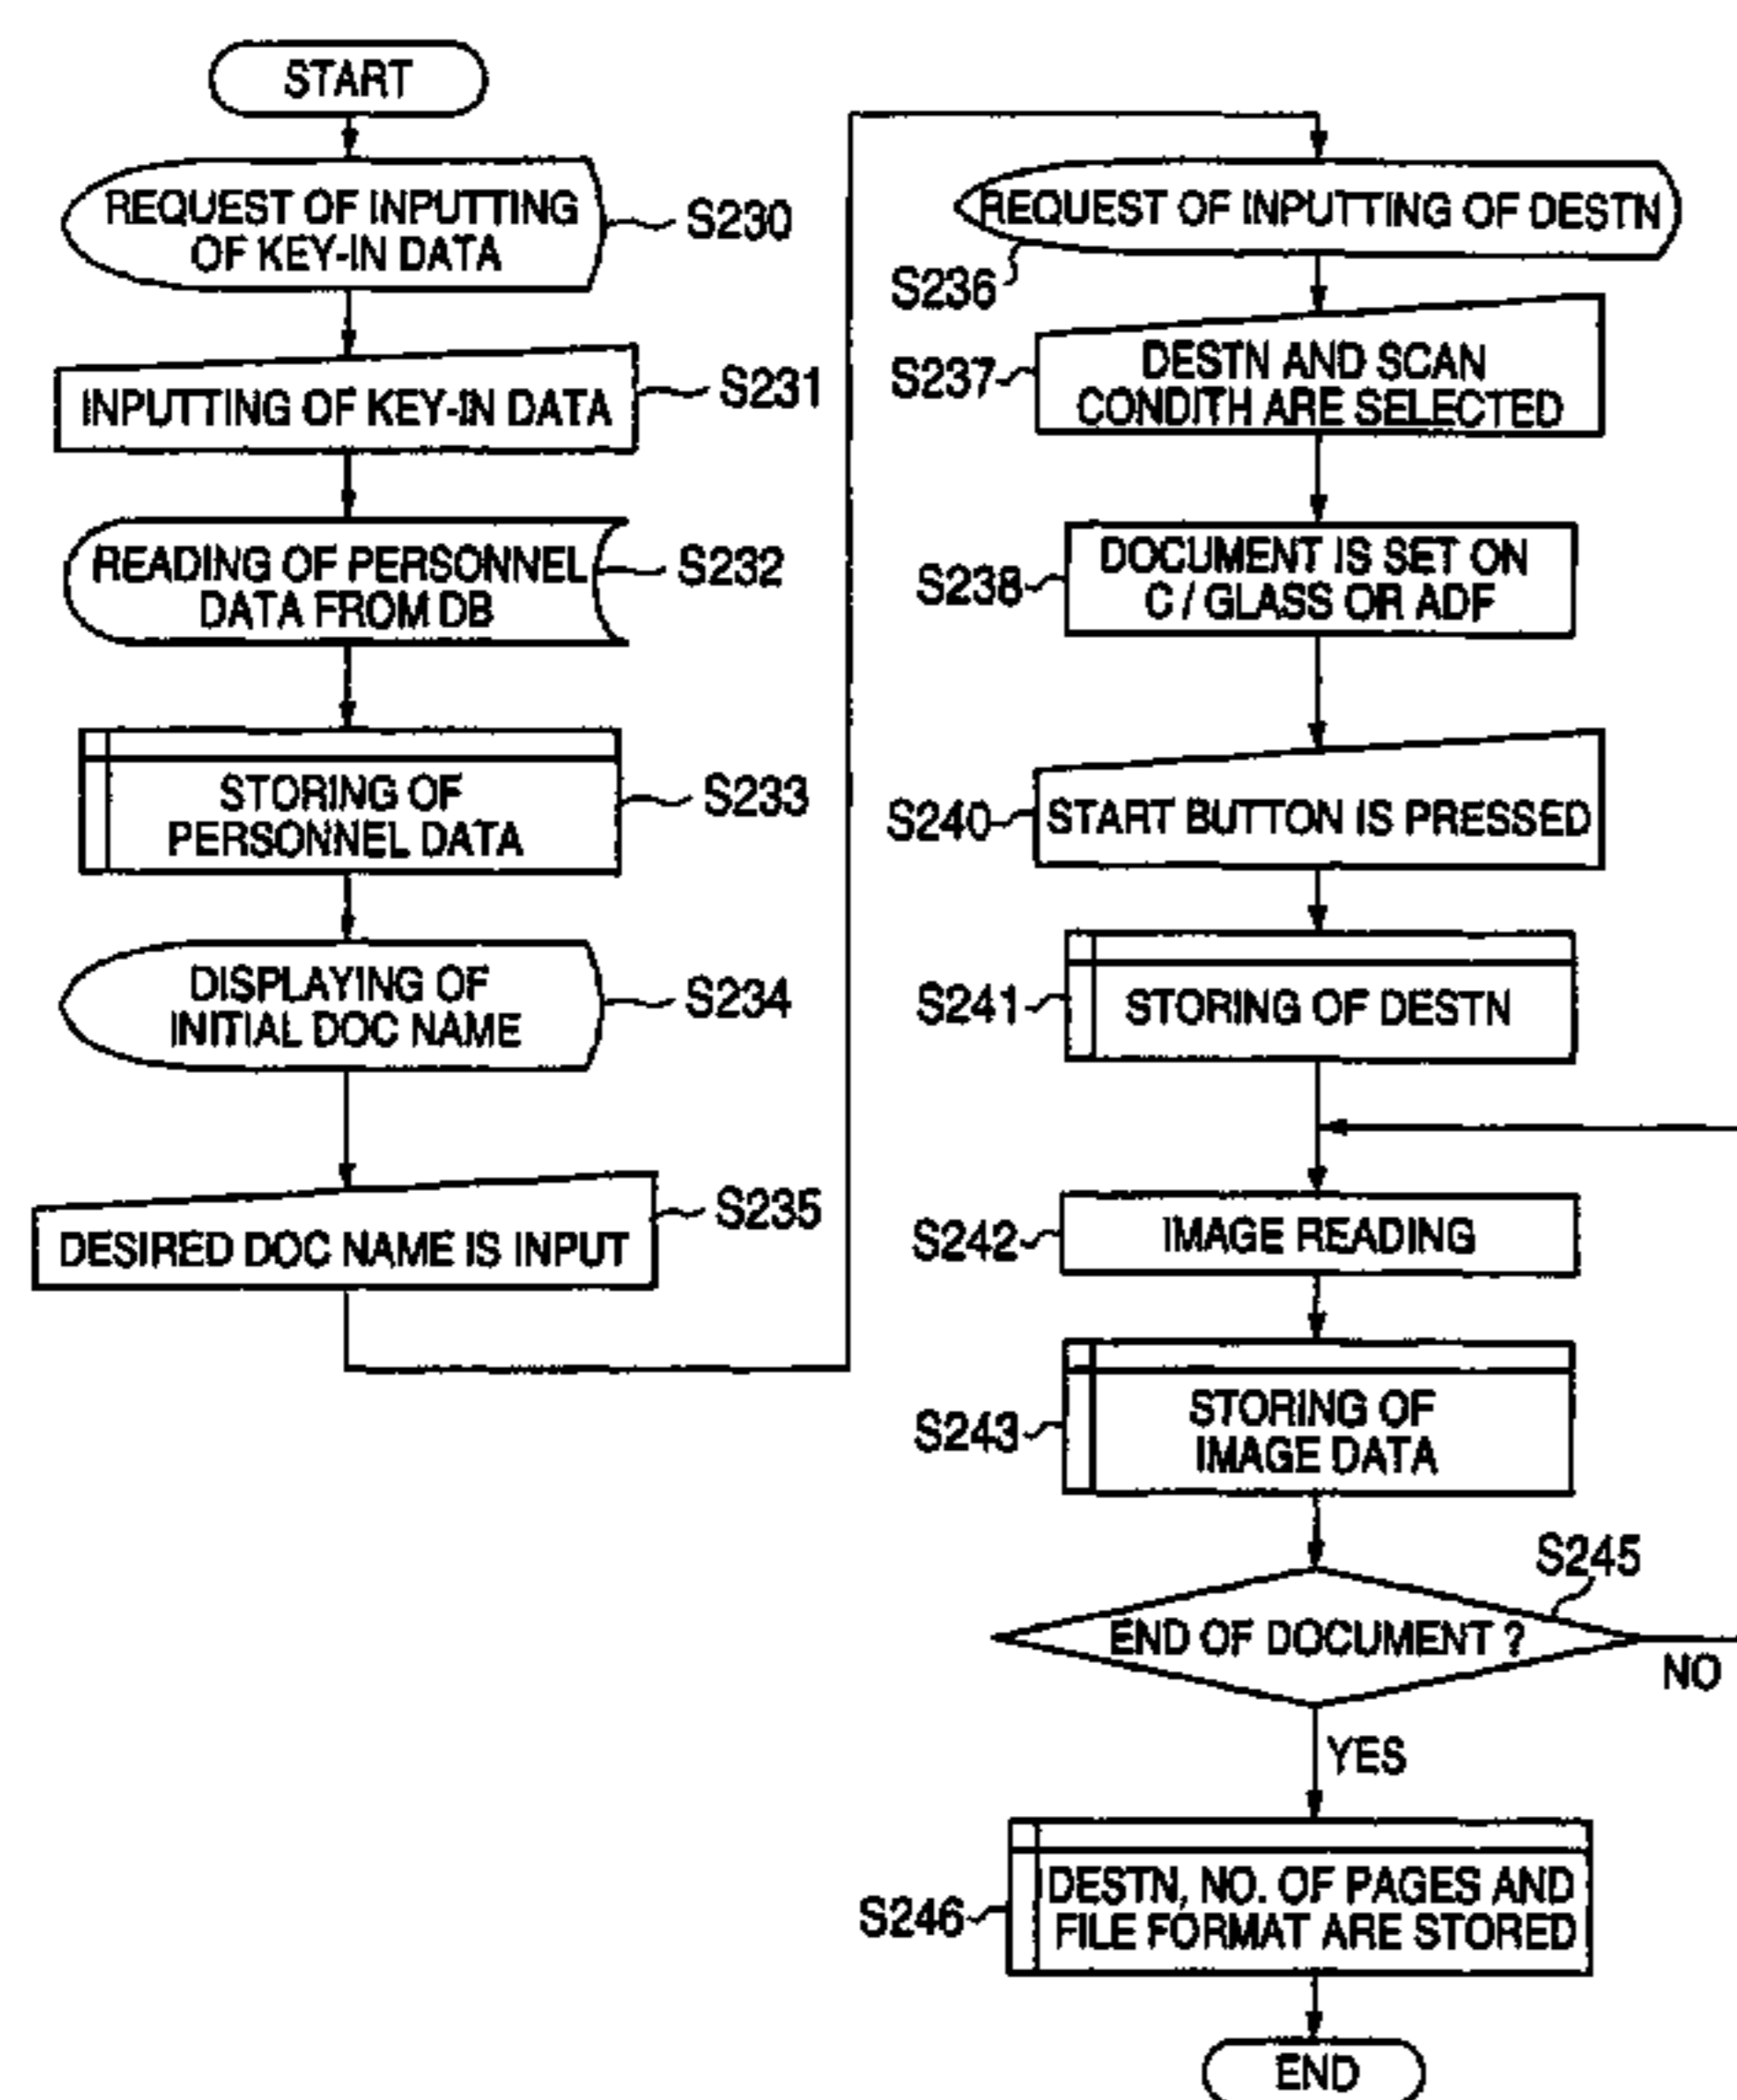 START
REQUEST OF INPUTTING
OF KEY-IN DATA
S230
INPUTTING OF KEY-IN DATA
S231
READING OF PERSONNEL
DATA FROM DB
S232
STORING OF
PERSONNEL DATA
S233
DISPLAYING OF
INITIAL DOC NAME
S234
DESIRED DOC NAME IS INPUT
S235
REQUEST OF INPUTTING OF DESTN
S236
DESTN AND SCAN
CONDITH ARE SELECTED
S237
DOCUMENT IS SET ON
C / GLASS OR ADF
S238
START BUTTON IS PRESSED
S240
STORING OF DESTN
S241
IMAGE READING
S242
STORING OF
IMAGE DATA
S243
END OF DOCUMENT ?
S245
NO
YES
DESTN, NO. OF PAGES AND
FILE FORMAT ARE STORED
S246
END